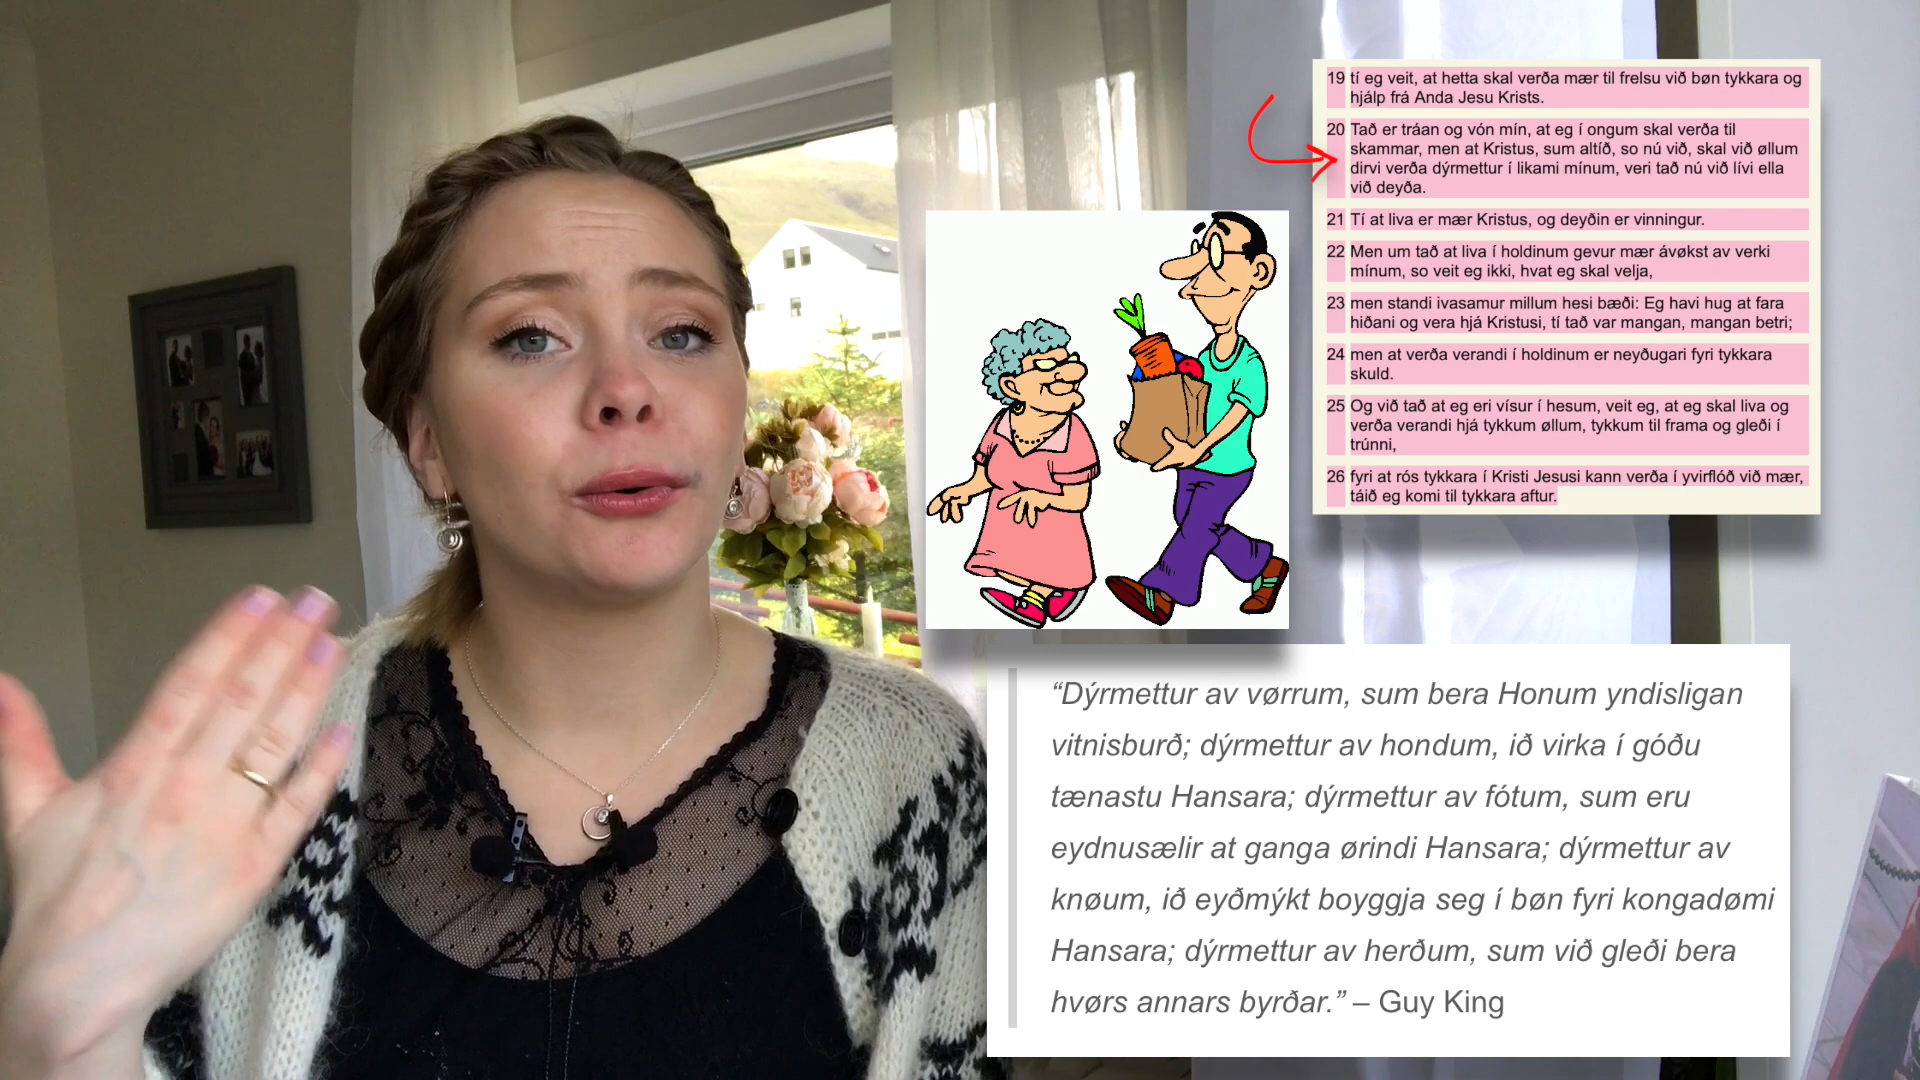 19 tí eg veit, at hetta skal verða mær til frelsu við bøn tykkara og
hjálp frá Anda Jesu Krists.
20 Tað er tráan og vón mín, at eg í ongum skal verða til
skammar, men at Kristus, sum altíð, so nú við, skal við øllum
dirvi verða dýrmettur í likami mínum, veri tað nú við lívi ella
við deyða.
21 Tí at liva er mær Kristus, og deyðin er vinningur.
22 Men um tað at liva í holdinum gevur mær ávøkst av verki
mínum, so veit eg ikki, hvat eg skal velja,
23 men standi ivasamur millum hesi bæði: Eg havi hug at fara
hiðani og vera hjá Kristusi, tí tað var mangan, mangan betri;
24 men at verða verandi í holdinum er neyðugari fyri tykkara
skuld.
25 Og við tað at eg eri vísur í hesum, veit eg, at eg skal liva og
verða verandi hjá tykkum øllum, tykkum til frama og gleði í
trúnni,
26 fyri at rós tykkara í Kristi Jesusi kann verða í yvirflóð við mær,
táið eg komi til tykkara aftur.
“Dýrmettur av vørrum, sum bera Honum yndisligan
vitnisburð; dýrmettur av hondum, ið virka í góðu
tænastu Hansara; dýrmettur av fótum, sum eru
eydnusælir at ganga ørindi Hansara; dýrmettur av
knøum, ið eyðmýkt boyggja seg í bøn fyri kongadømi
Hansara; dýrmettur av herðum, sum við gleði bera
hvørs annars byrðar.” – Guy King